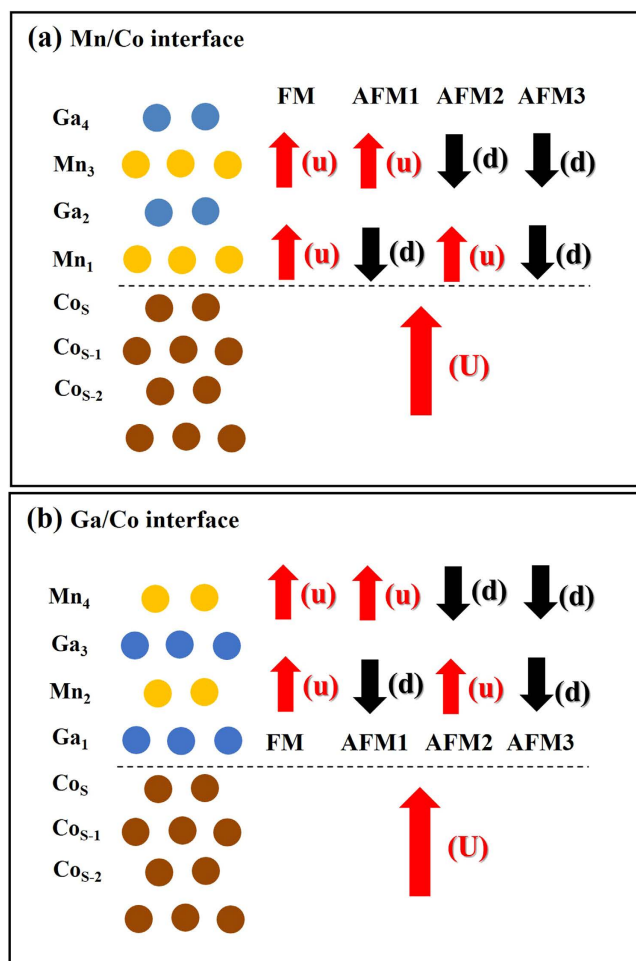 (a) Mn/Co interface
FM AFM1 AFM2 AFM3
Ga4
Mn3 (u) (u) (d) (d)
Ga2
Mn1 (u) (d) (u) (d)
CoS
CoS-1 (U)
CoS-2
(b) Ga/Co interface
Mn4 (u) (u) (d) (d)
Ga3
Mn2 (u) (d) (u) (d)
Ga1 FM AFM1 AFM2 AFM3
CoS
CoS-1 (U)
CoS-2